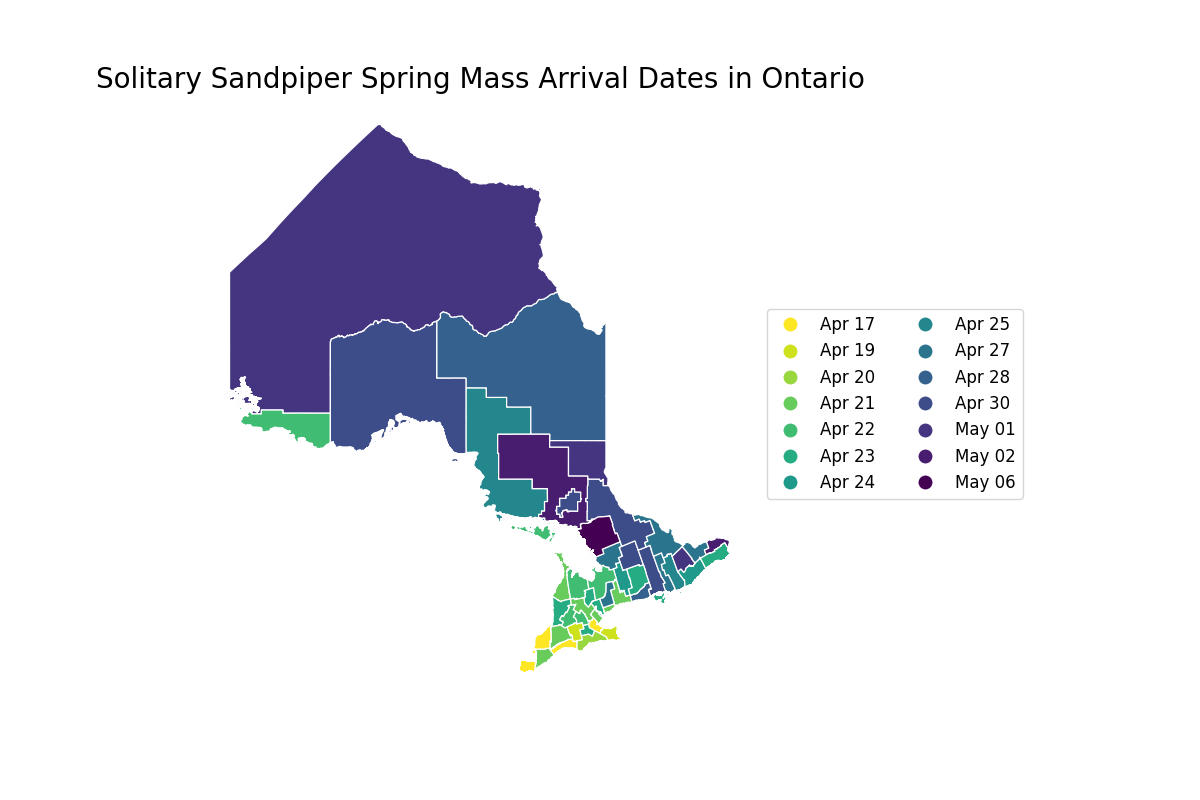 Solitary Sandpiper Spring Mass Arrival Dates in Ontario
Apr 17
Apr 19
Apr 20
Apr 21
Apr 22
Apr 23
Apr 24
Apr 25
Apr 27
Apr 28
Apr 30
May 01
May 02
May 06